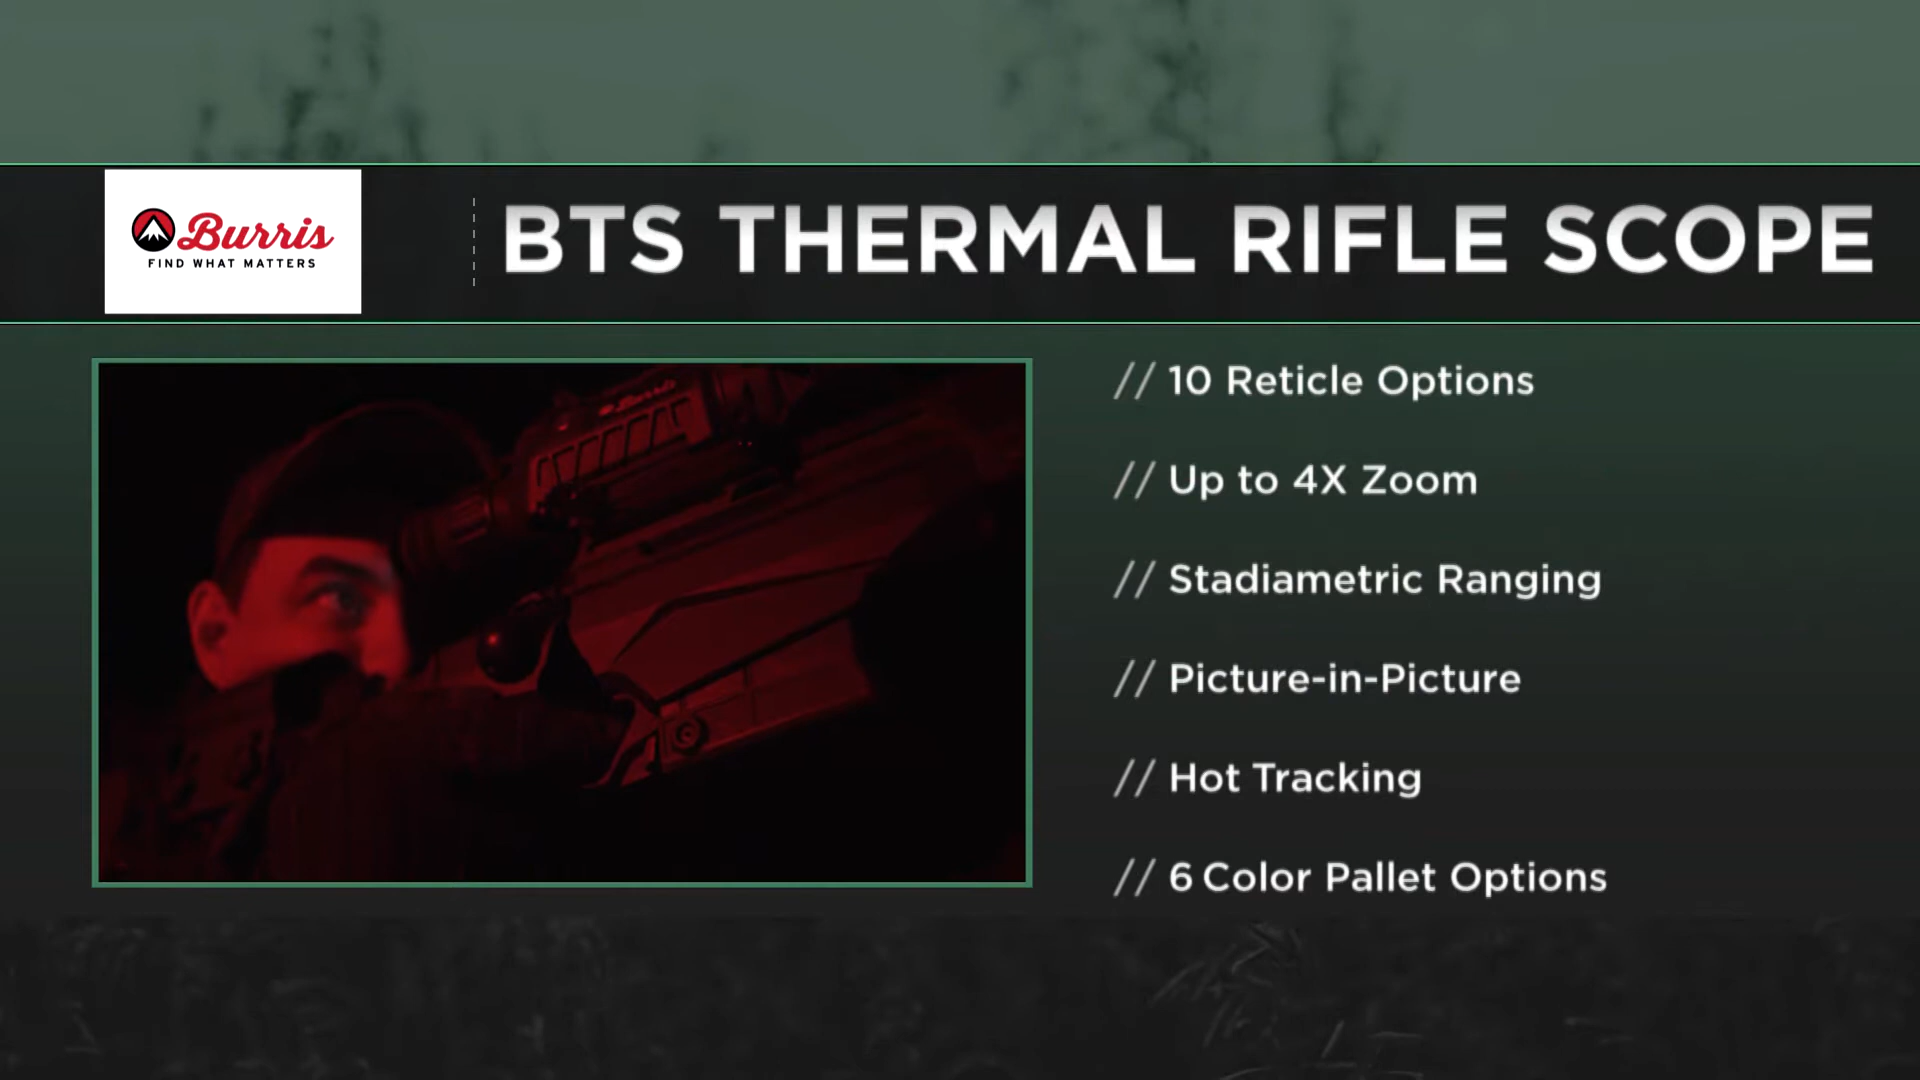 Burris
FIND WHAT MATTERS
BTS THERMAL RIFLE SCOPE
// 10 Reticle Options
// Up to 4X Zoom
// Stadiametric Ranging
// Picture-in-Picture
// Hot Tracking
// 6 Color Pallet Options